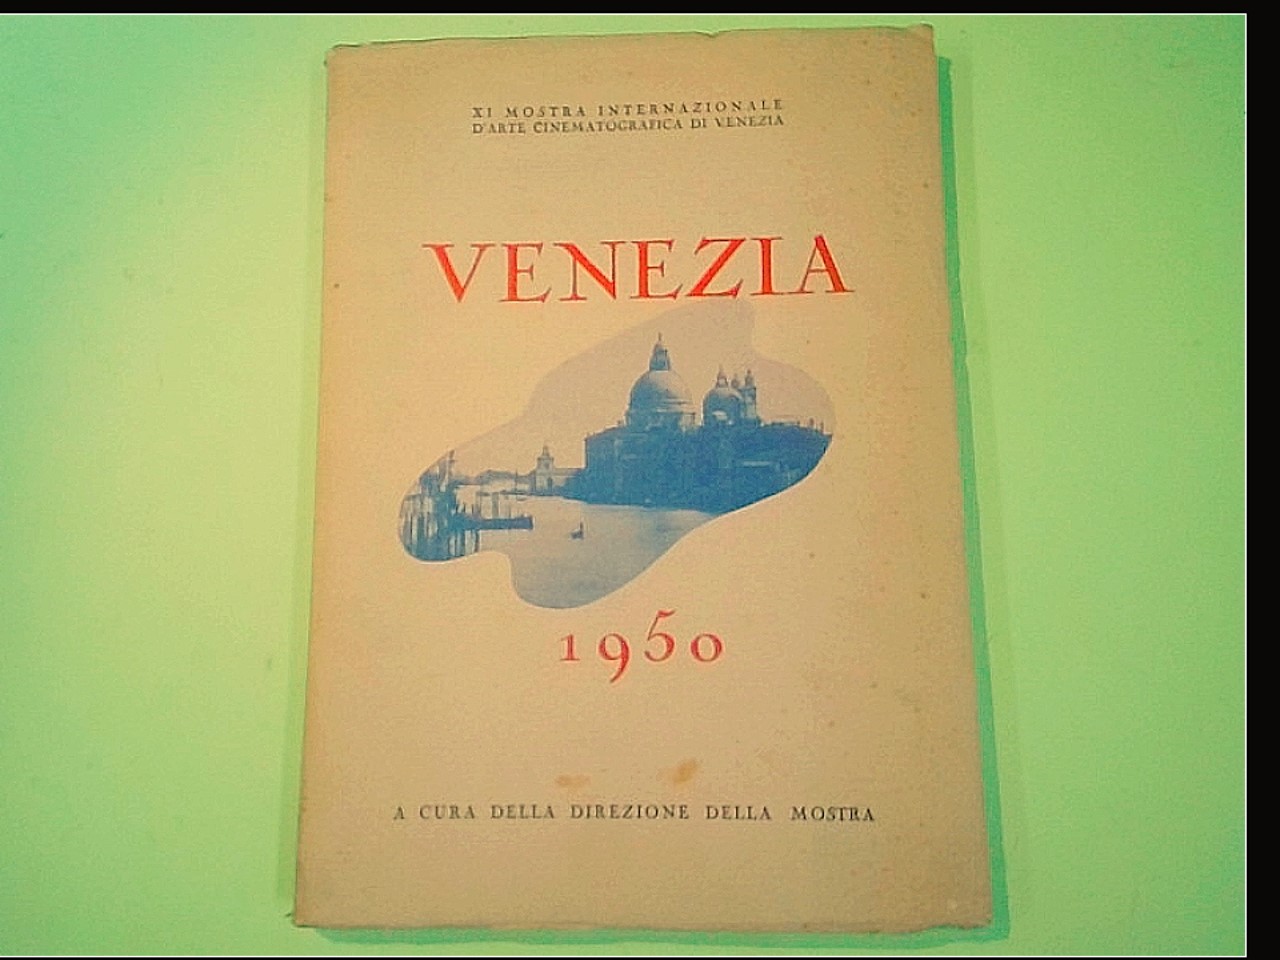 XI MOSTRA INTERNAZIONALE
D'ARTE CINEMATOGRAFICA DI VENEZIA
VENEZIA
1950
A CURA DELLA DIREZIONE DELLA MOSTRA